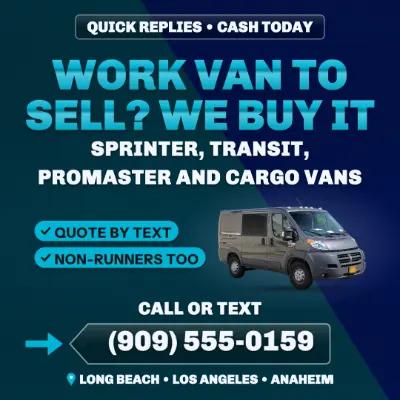 QUICK REPLIES • CASH TODAY
WORK VAN TO
SELL? WE BUY IT
SPRINTER, TRANSIT,
PROMASTER AND CARGO VANS
QUOTE BY TEXT
NON-RUNNERS TOO
CALL OR TEXT
(909) 555-0159
LONG BEACH • LOS ANGELES • ANAHEIM